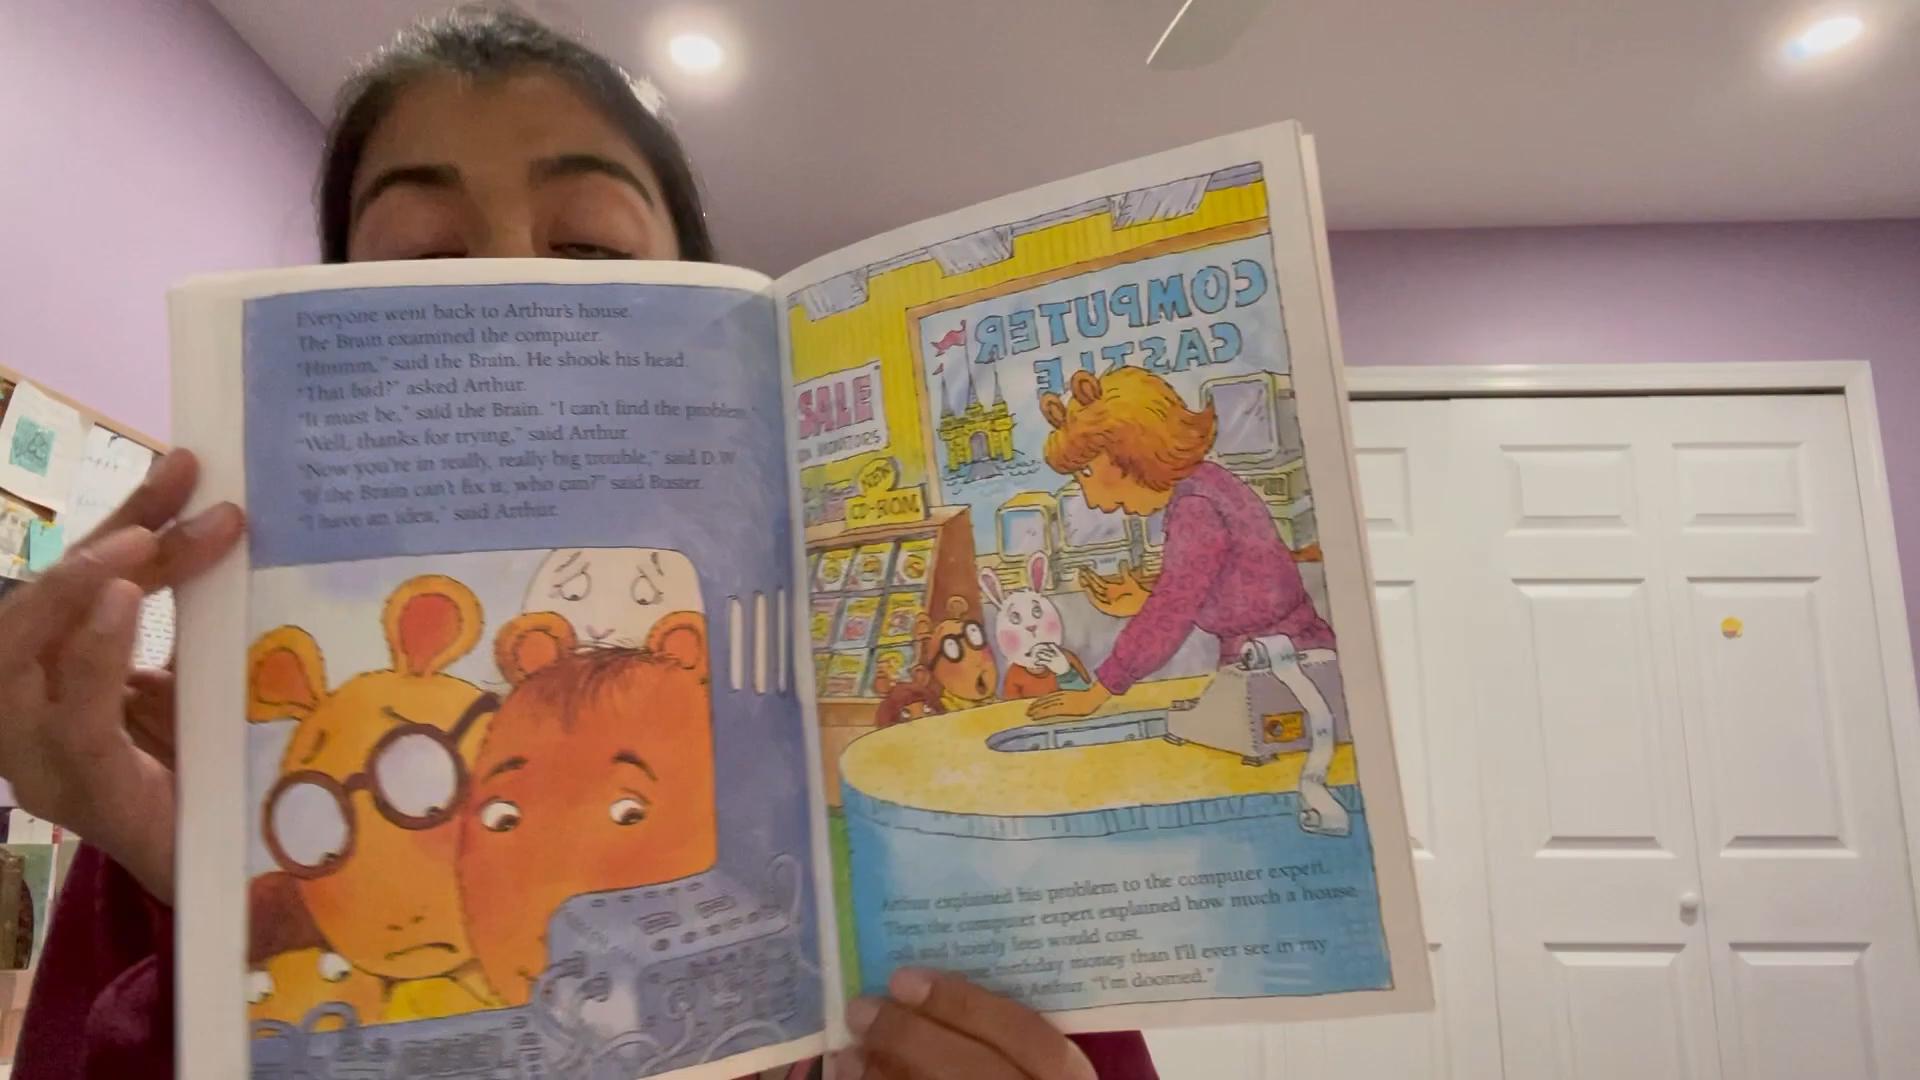 Everyone went back to Arthur's house.
The Brain examined the computer.
"Hmmm," said the Brain. He shook his head.
"That bad?" asked Arthur.
"It must be," said the Brain. "I can't find the problem."
"Well, thanks for trying," said Arthur.
"Now you're in really, really big trouble," said D.W.
"If the Brain can't fix it, who can?" said Buster.
"I have an idea," said Arthur.
COMPUTER
CASTLE
SALE
ON MONITORS
NEW
CD-ROM
Arthur explained his problem to the computer expert.
Then the computer expert explained how much a house
call and hourly fees would cost.
birthday money than I'll ever see in my
said Arthur. "I'm doomed."